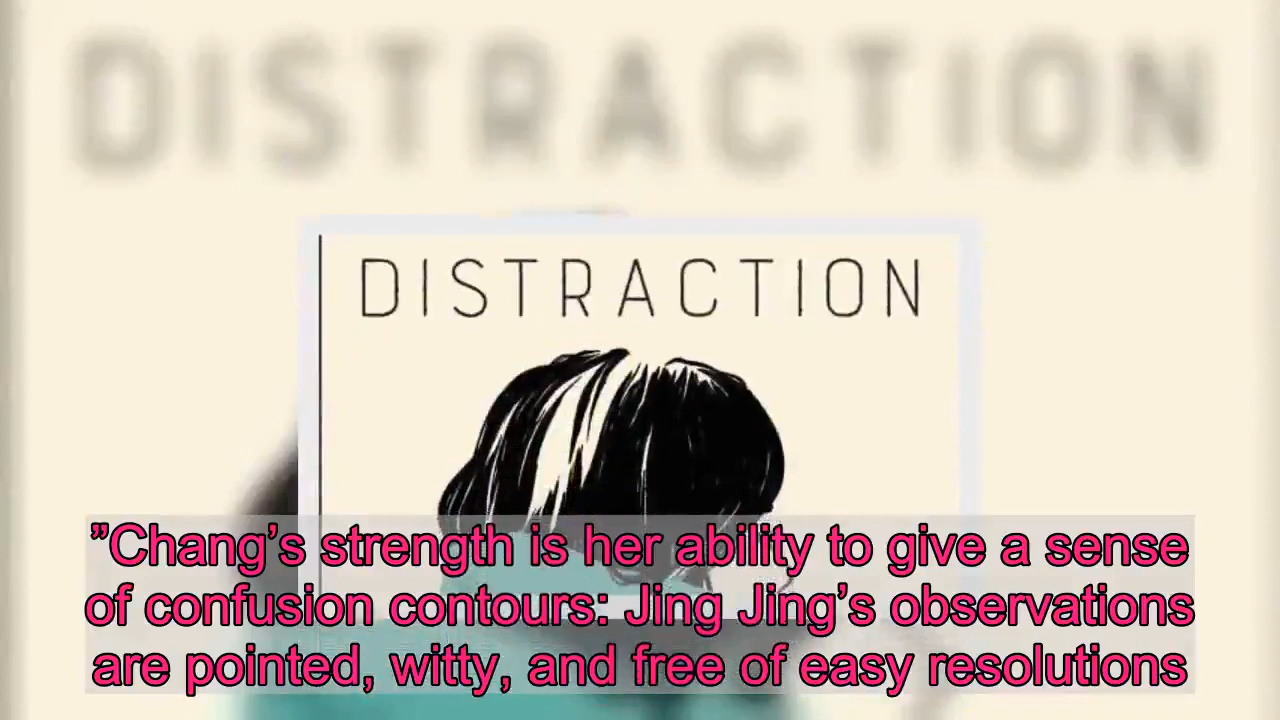 DISTRACTION
DISTRACTION
”Chang’s strength is her ability to give a sense
of confusion contours: Jing Jing’s observations
are pointed, witty, and free of easy resolutions